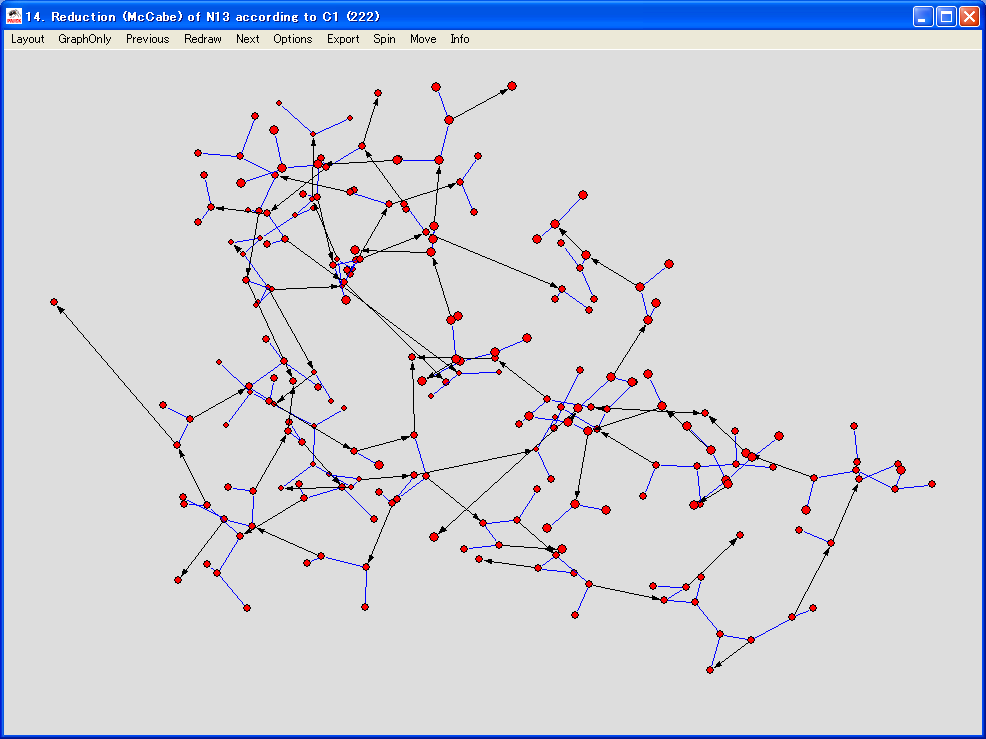 14. Reduction (McCabe) of N13 according to C1 (222)
Layout GraphOnly Previous Redraw Next Options Export Spin Move Info